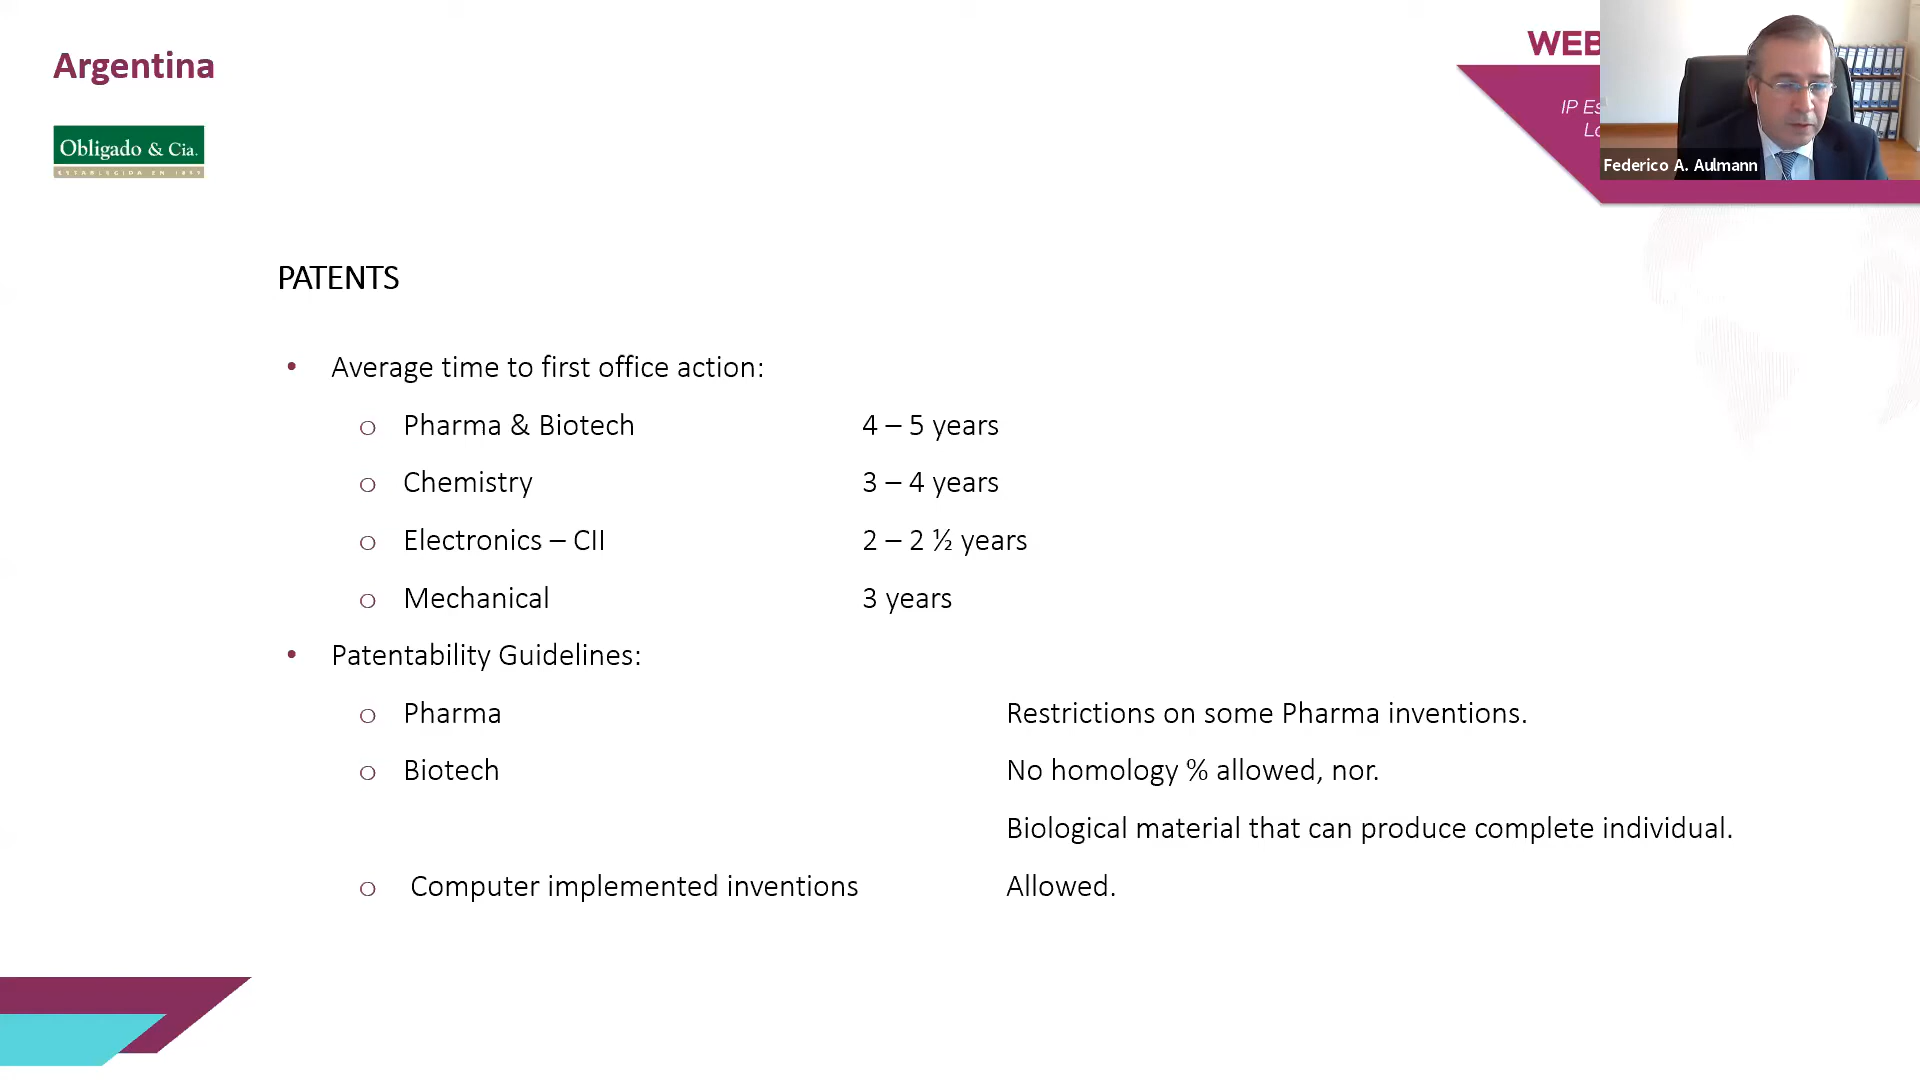 Argentina
WEB
IP Es
Obligado & Cia.
Federico A. Aulmann
PATENTS
• Average time to first office action:
o Pharma & Biotech 4 – 5 years
o Chemistry 3 – 4 years
o Electronics – CII 2 – 2 ½ years
o Mechanical 3 years
• Patentability Guidelines:
o Pharma Restrictions on some Pharma inventions.
o Biotech No homology % allowed, nor.
Biological material that can produce complete individual.
o Computer implemented inventions Allowed.